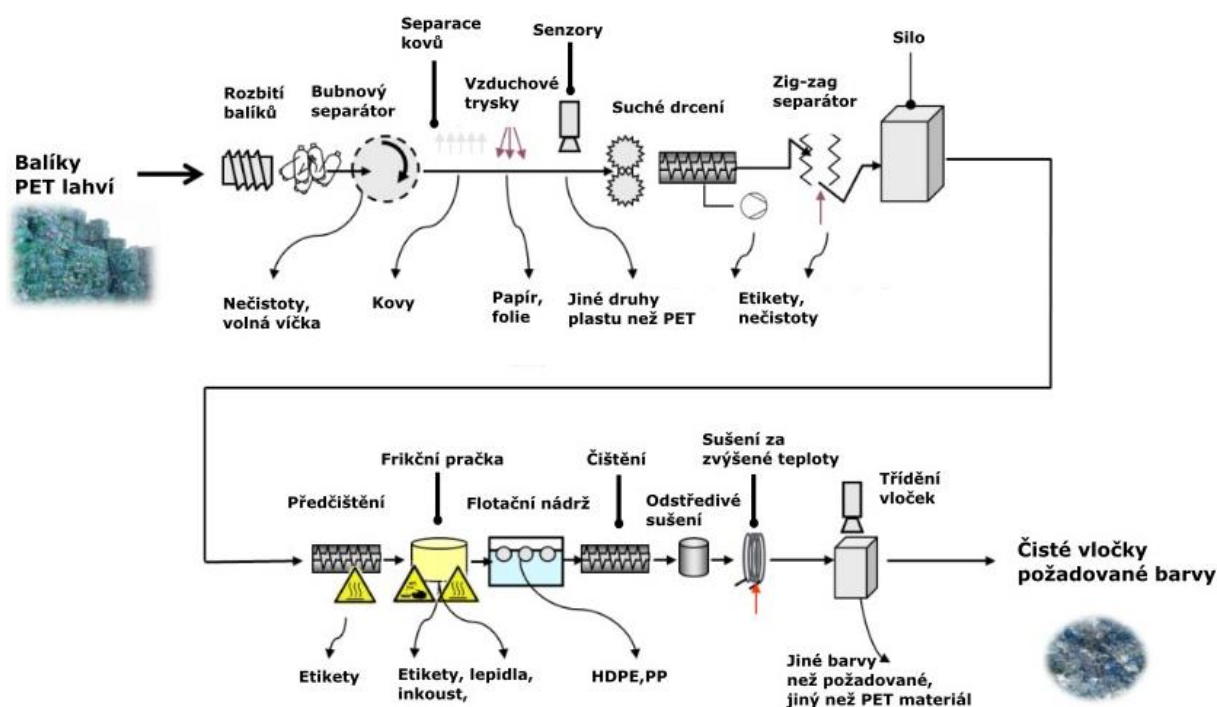 Balíky
PET lahví
Rozbití
balíků
Bubnový
separátor
Separace
kovů
Vzduchové
trysky
Senzory
Suché drcení
Zig-zag
separátor
Silo
Nečistoty,
volná víčka
Kovy
Papír,
folie
Jiné druhy
plastu než PET
Etikety,
nečistoty
Předčištění
Frikční pračka
Flotační nádrž
Čištění
Odstředivé
sušení
Sušení za
zvýšené teploty
Třídění
vloček
Čisté vločky
požadované barvy
Etikety
Etikety, lepidla,
inkoust,
HDPE,PP
Jiné barvy
než požadované,
jiný než PET materiál